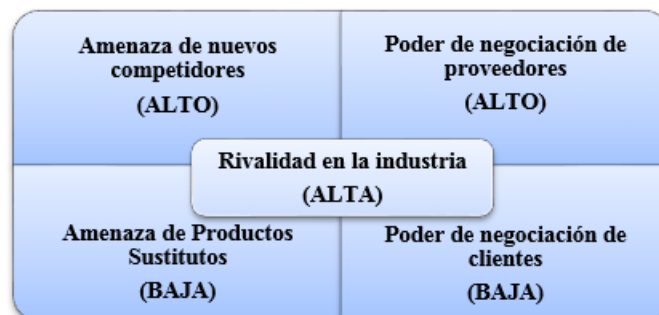 Amenaza de nuevos
competidores
(ALTO)
Poder de negociación de
proveedores
(ALTO)
Rivalidad en la industria
(ALTA)
Amenaza de Productos
Sustitutos
(BAJA)
Poder de negociación de
clientes
(BAJA)